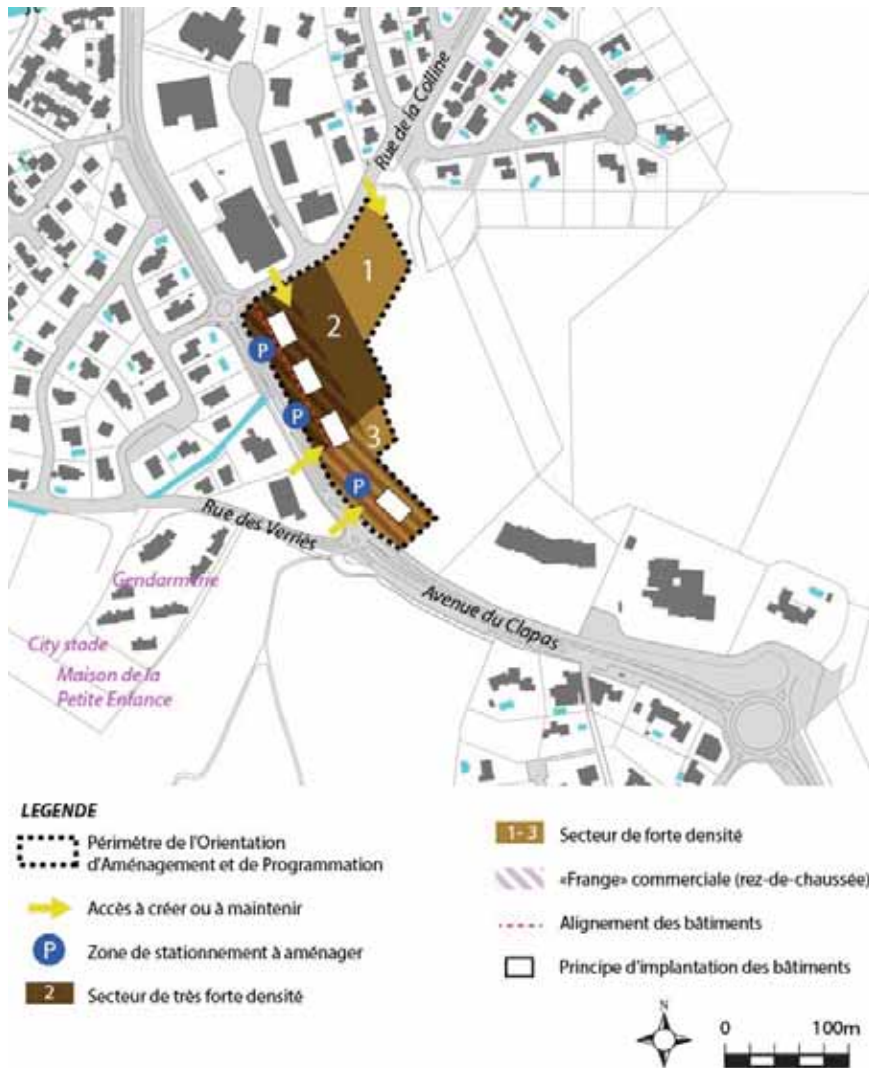 Rue de la Colline
1
2
P
P
3
P
Rue des Verriès
Gendarmerie
Avenue du Clapas
City stade
Maison de la
Petite Enfance
LEGENDE
Périmètre de l'Orientation
d'Aménagement et de Programmation
Accès à créer ou à maintenir
P Zone de stationnement à aménager
2 Secteur de très forte densité
1-3 Secteur de forte densité
«Frange» commerciale (rez-de-chaussée)
Alignement des bâtiments
Principe d'implantation des bâtiments
N
0 100m